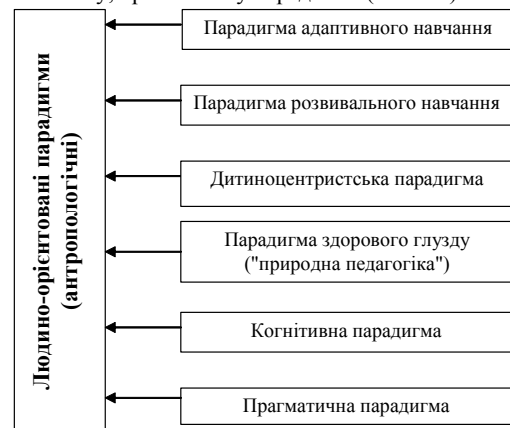 Парадигма адаптивного навчання
Парадигма розвивального навчання
Людино-орієнтовані парадигми
(антропологічні)
Дитиноцентристська парадигма
Парадигма здорового глузду
("природна педагогіка")
Когнітивна парадигма
Прагматична парадигма